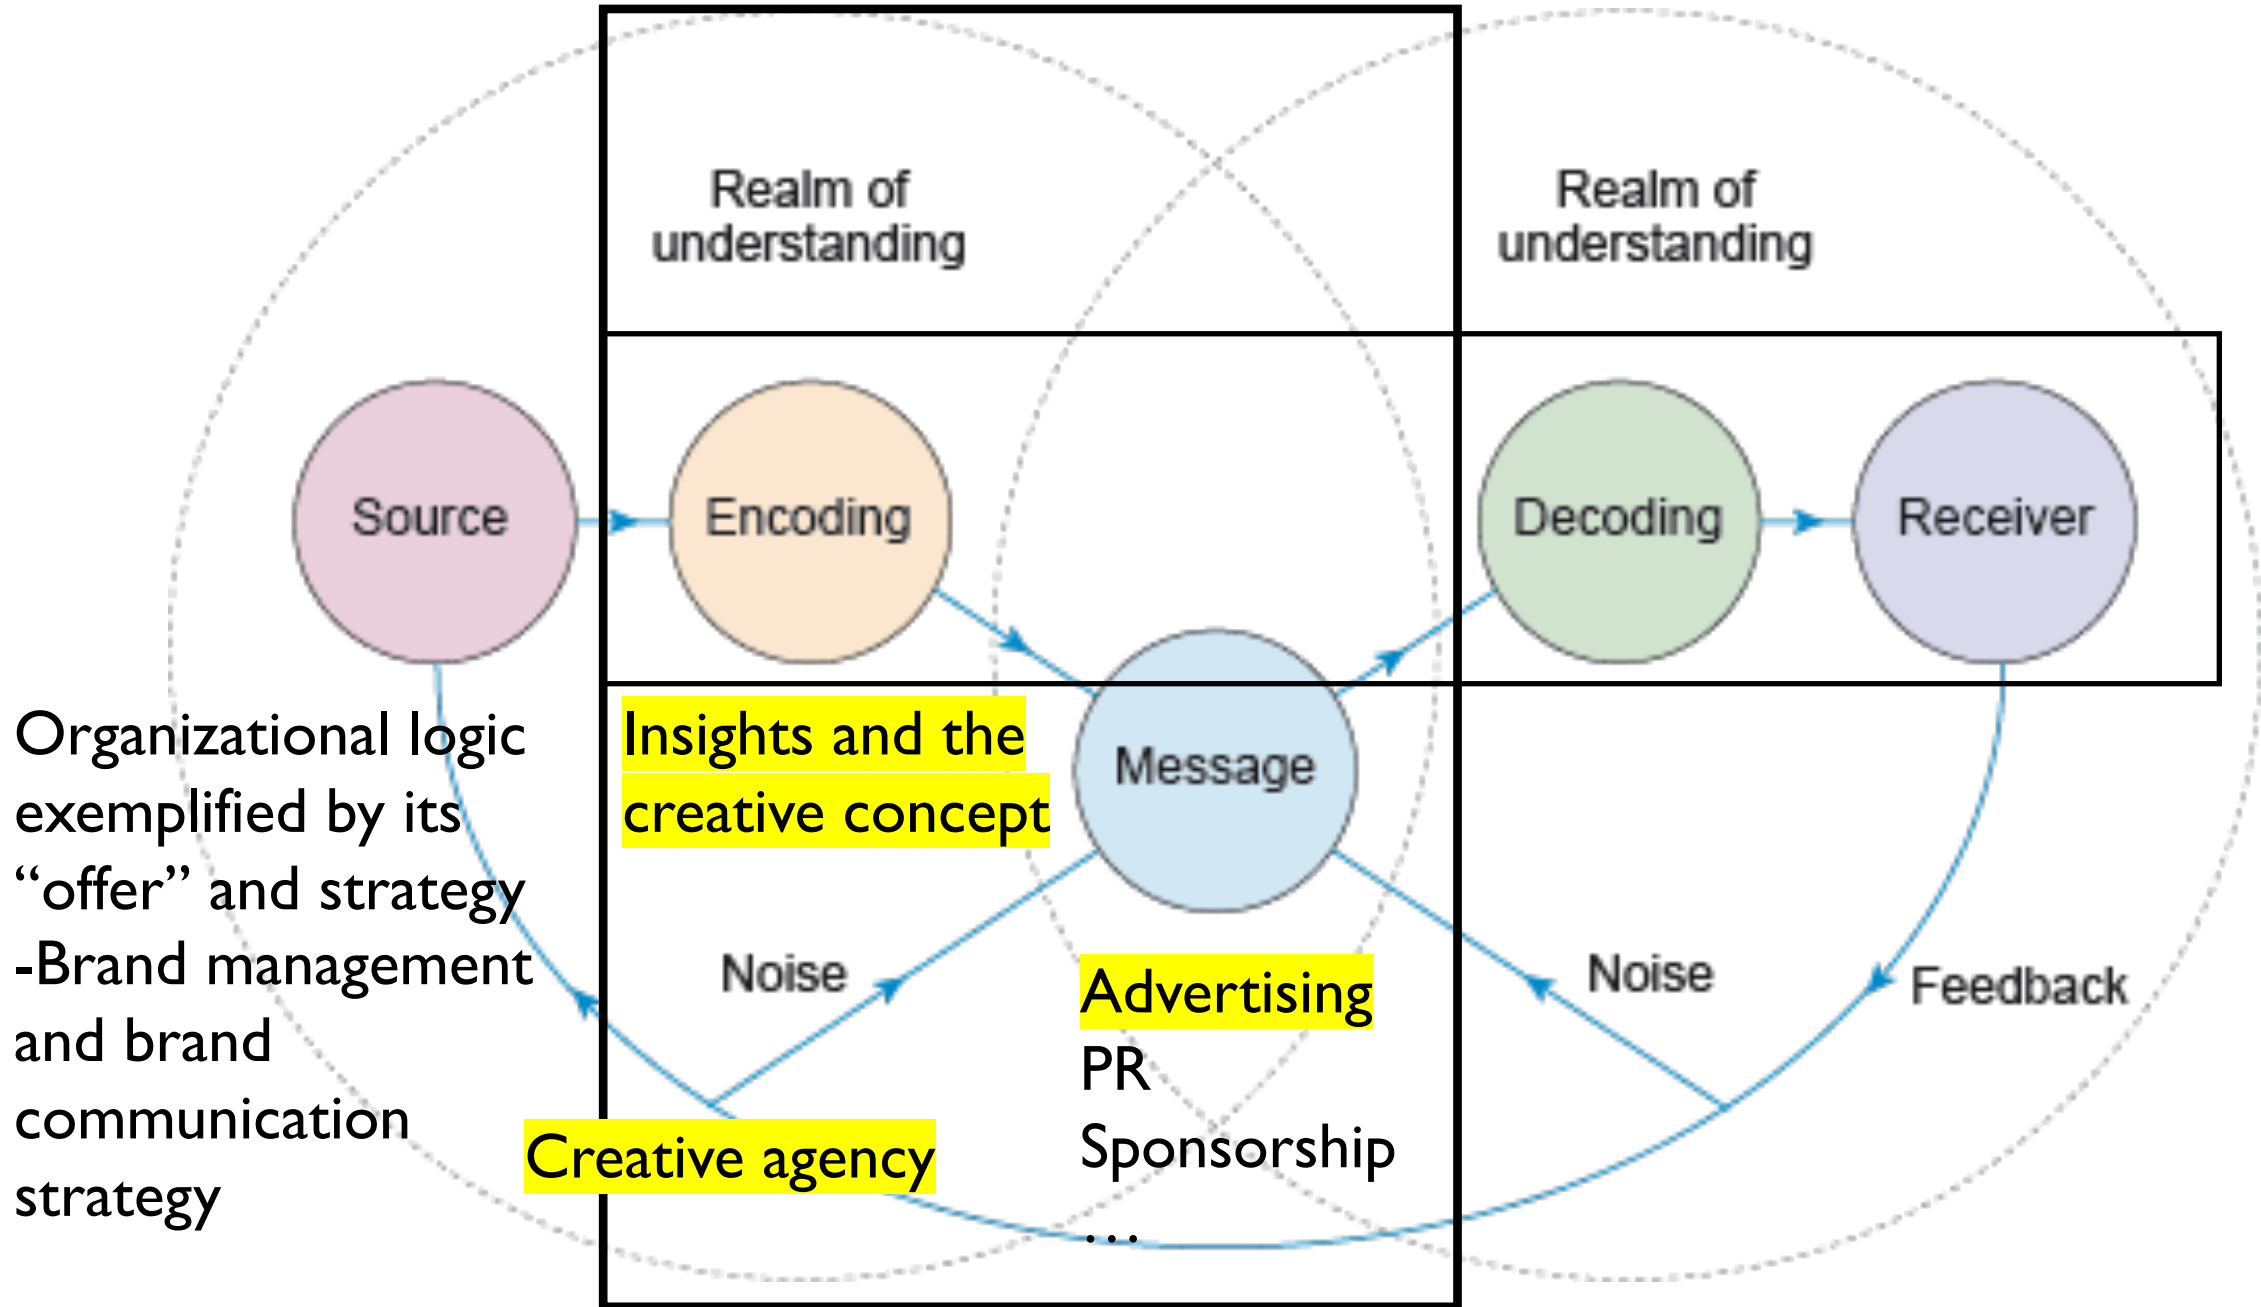 Realm of
understanding
Realm of
understanding
Source
Encoding
Decoding
Receiver
Message
Organizational logic
exemplified by its
“offer” and strategy
-Brand management
and brand
communication
strategy
Insights and the
creative concept
Noise
Creative agency
Advertising
PR
Sponsorship
…
Noise
Feedback